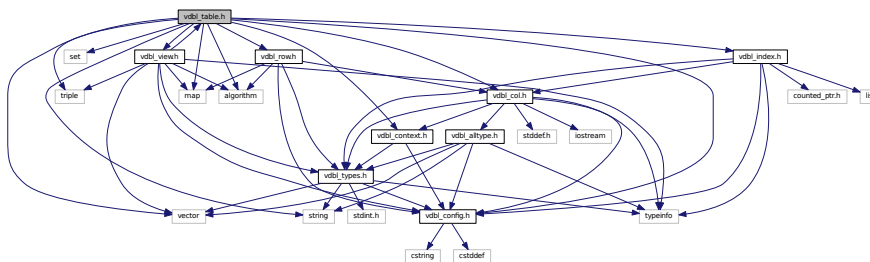 vdbl_table.h
set
vdbl_view.h
vdbl_row.h
vdbl_index.h
triple
map
algorithm
vdbl_col.h
counted_ptr.h
vdbl_context.h
vdbl_alltype.h
stddef.h
iostream
vdbl_types.h
vector
string
stdint.h
vdbl_config.h
typeinfo
cstring
cstddef